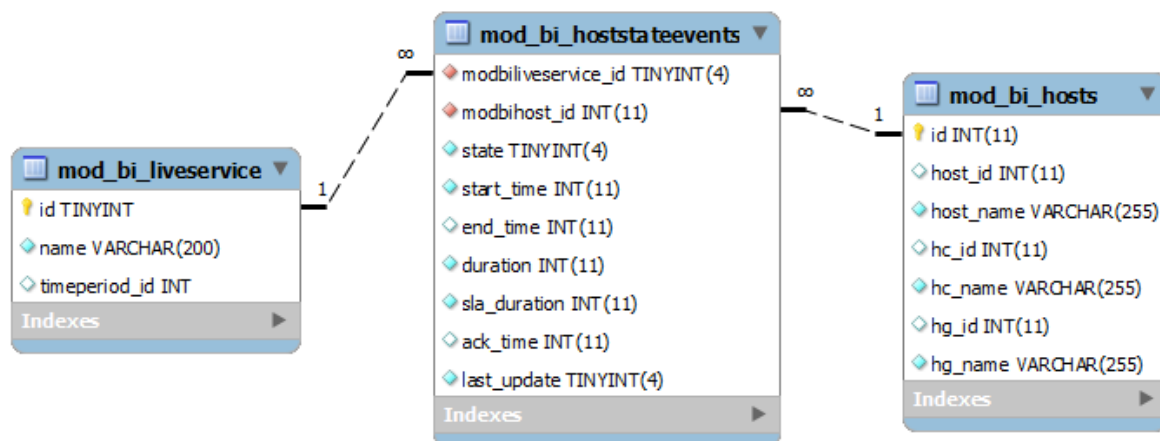 mod_bi_liveservice
id TINYINT
name VARCHAR(200)
timeperiod_id INT
Indexes
1
∞
mod_bi_hoststateevents
modbiliveservice_id TINYINT(4)
modbihost_id INT(11)
state TINYINT(4)
start_time INT(11)
end_time INT(11)
duration INT(11)
sla_duration INT(11)
ack_time INT(11)
last_update TINYINT(4)
Indexes
∞
1
mod_bi_hosts
id INT(11)
host_id INT(11)
host_name VARCHAR(255)
hc_id INT(11)
hc_name VARCHAR(255)
hg_id INT(11)
hg_name VARCHAR(255)
Indexes